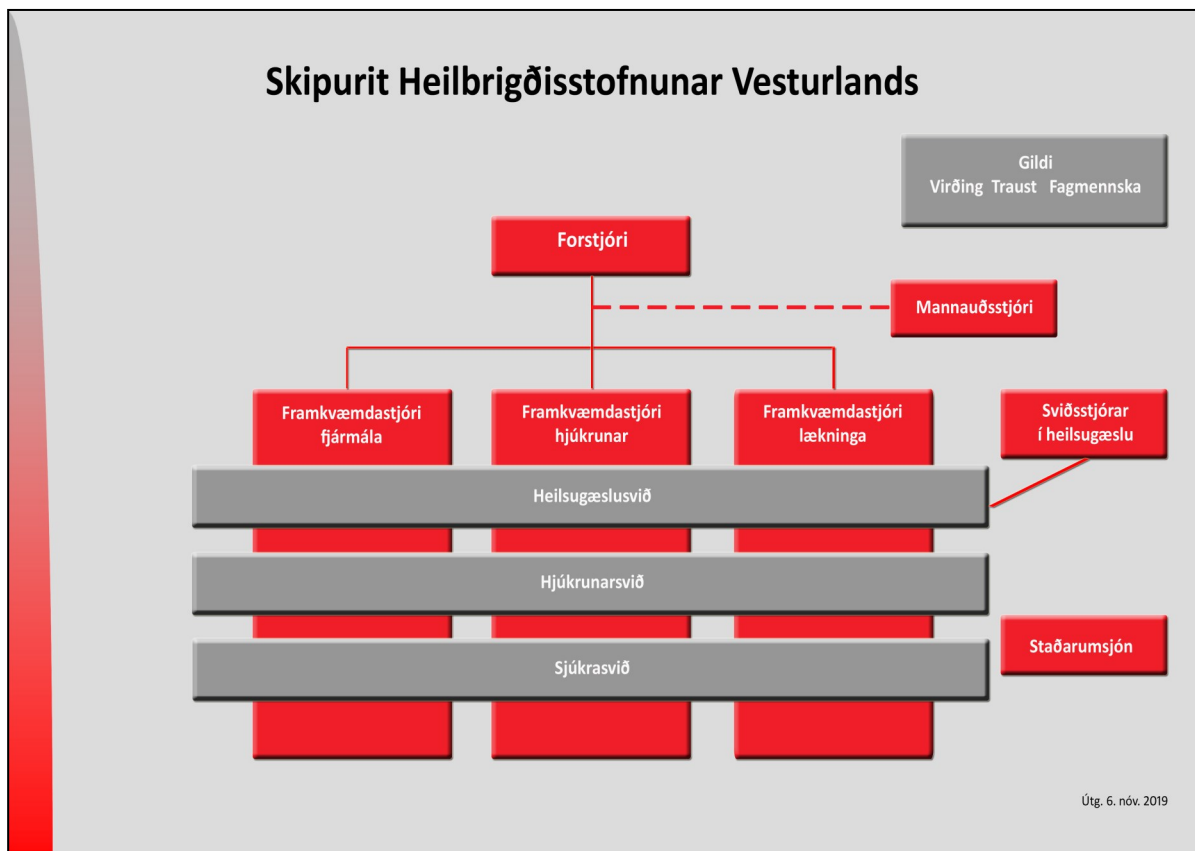 Skipurit Heilbrigðisstofnunar Vesturlands
Gildi
Virðing Traust Fagmennska
Forstjóri
Mannauðsstjóri
Framkvæmdastjóri
fjármála
Framkvæmdastjóri
hjúkrunar
Framkvæmdastjóri
lækninga
Sviðsstjórar
í heilsugæslu
Heilsugæslusvið
Hjúkrunarsvið
Staðarumsjón
Sjúkrasvið
Útg. 6. nóv. 2019